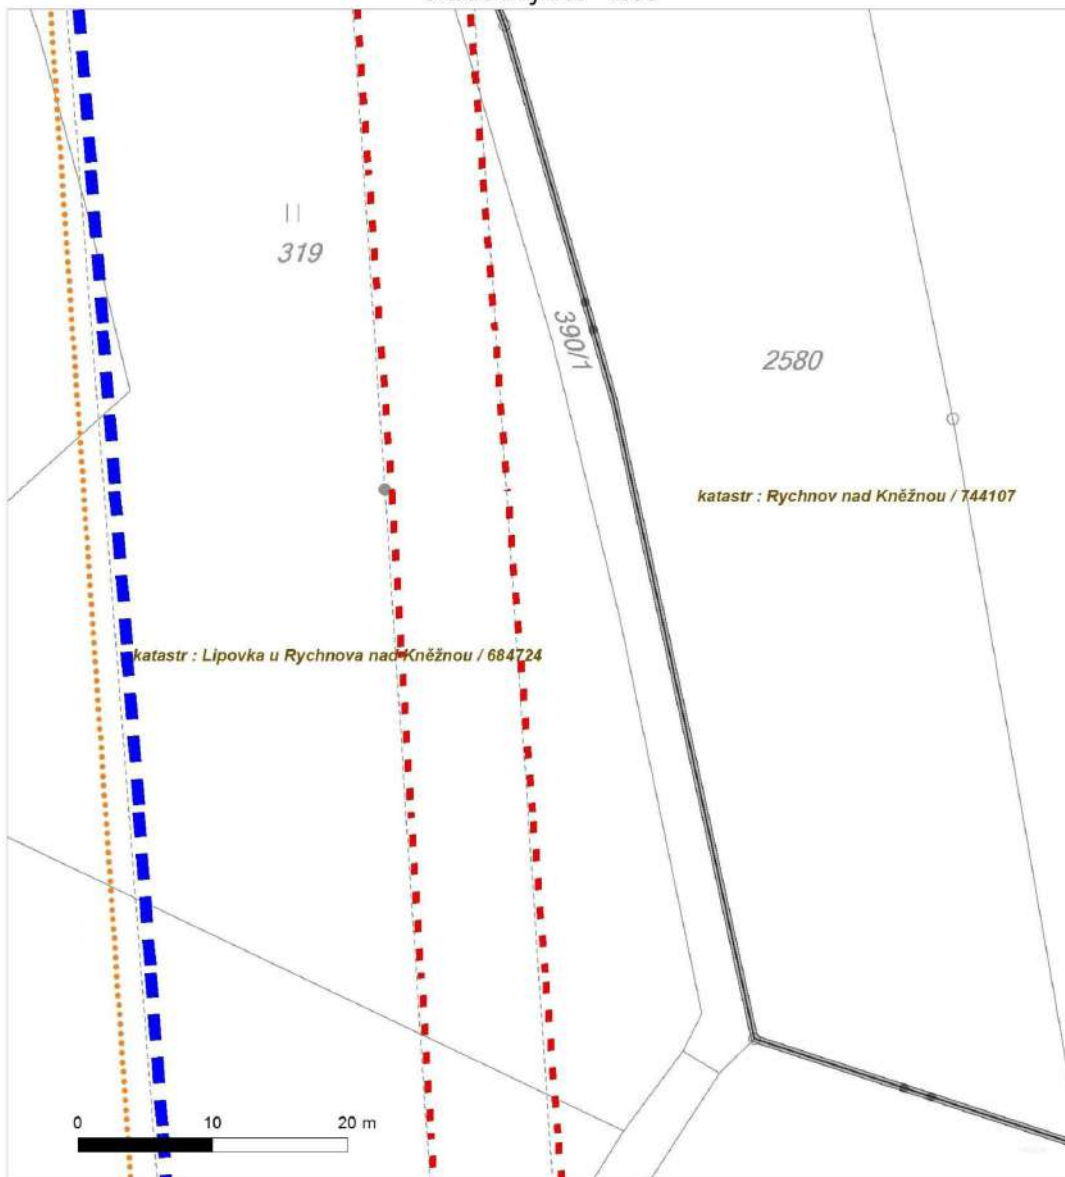 319
390/1
2580
katastr : Rychnov nad Kněžnou / 744107
katastr : Lipovka u Rychnova nad Kněžnou / 684724
0 10 20 m